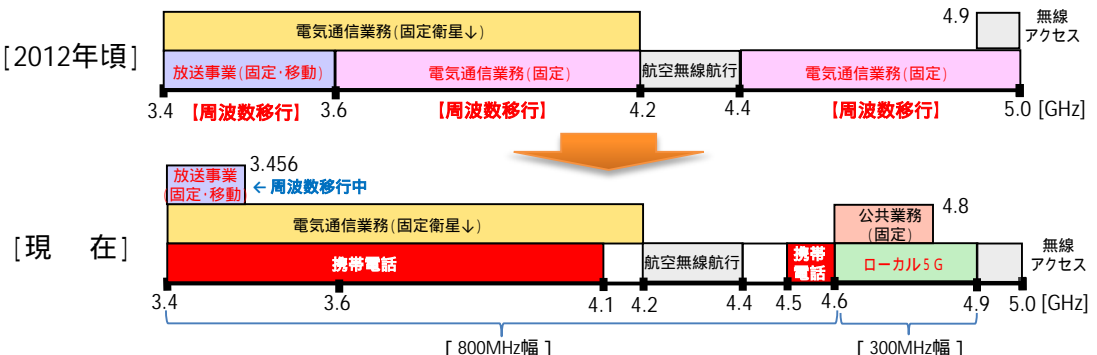 [2012年頃]
電気通信業務(固定衛星↓)
4.9
無線
アクセス
放送事業(固定･移動)
電気通信業務(固定)
航空無線航行
電気通信業務(固定)
3.4
【周波数移行】
3.6
【周波数移行】
4.2
4.4
【周波数移行】
5.0 [GHz]
放送事業
(固定･移動)
3.456
←周波数移行中
[現 在]
電気通信業務(固定衛星↓)
公共業務
(固定)
4.8
携帯電話
航空無線航行
携帯
電話
ローカル5G
無線
アクセス
3.4
3.6
4.1
4.2
4.4
4.5
4.6
4.9
5.0 [GHz]
[ 800MHz幅 ]
[ 300MHz幅 ]